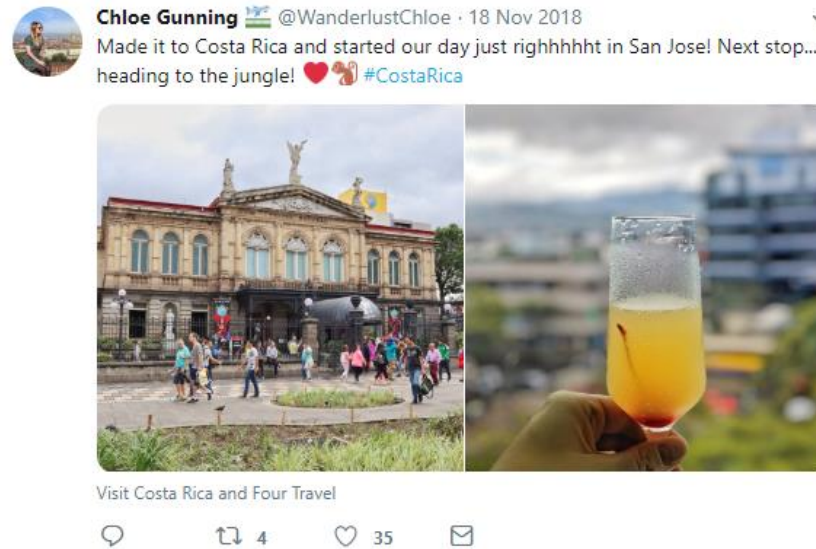 Chloe Gunning @WanderlustChloe · 18 Nov 2018
Made it to Costa Rica and started our day just righhhhht in San Jose! Next stop...
heading to the jungle! ❤️🐿️ #CostaRica
Visit Costa Rica and Four Travel
4 35